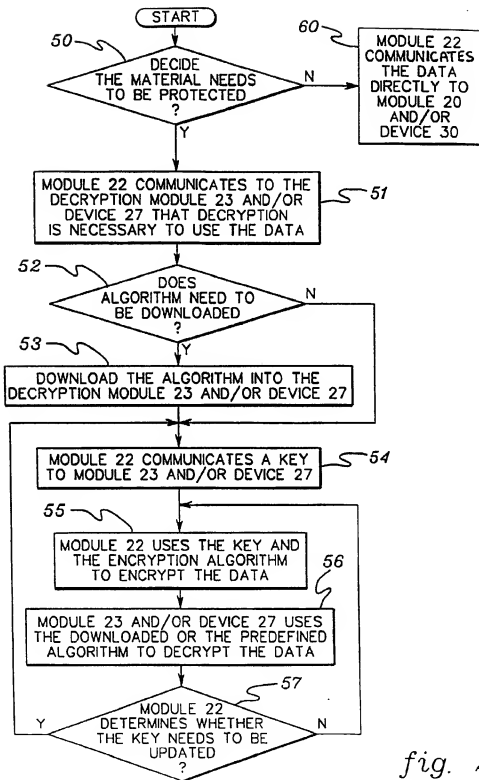 START
50
DECIDE
THE MATERIAL NEEDS
TO BE PROTECTED
?
N
Y
60
MODULE 22
COMMUNICATES
THE DATA
DIRECTLY TO
MODULE 20
AND/OR
DEVICE 30
MODULE 22 COMMUNICATES TO THE
DECRYPTION MODULE 23 AND/OR
DEVICE 27 THAT DECRYPTION
IS NECESSARY TO USE THE DATA
51
52
DOES
ALGORITHM NEED TO
BE DOWNLOADED
?
N
Y
53
DOWNLOAD THE ALGORITHM INTO THE
DECRYPTION MODULE 23 AND/OR DEVICE 27
MODULE 22 COMMUNICATES A KEY
TO MODULE 23 AND/OR DEVICE 27
54
55
MODULE 22 USES THE KEY AND
THE ENCRYPTION ALGORITHM
TO ENCRYPT THE DATA
56
MODULE 23 AND/OR DEVICE 27 USES
THE DOWNLOADED OR THE PREDEFINED
ALGORITHM TO DECRYPT THE DATA
57
MODULE 22
DETERMINES WHETHER
THE KEY NEEDS TO BE
UPDATED
?
Y
N
fig.